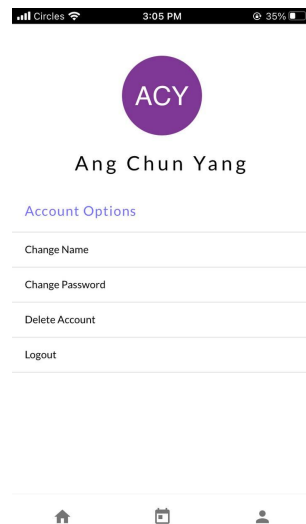 Circles 3:05 PM 35%
ACY
Ang Chun Yang
Account Options
Change Name
Change Password
Delete Account
Logout